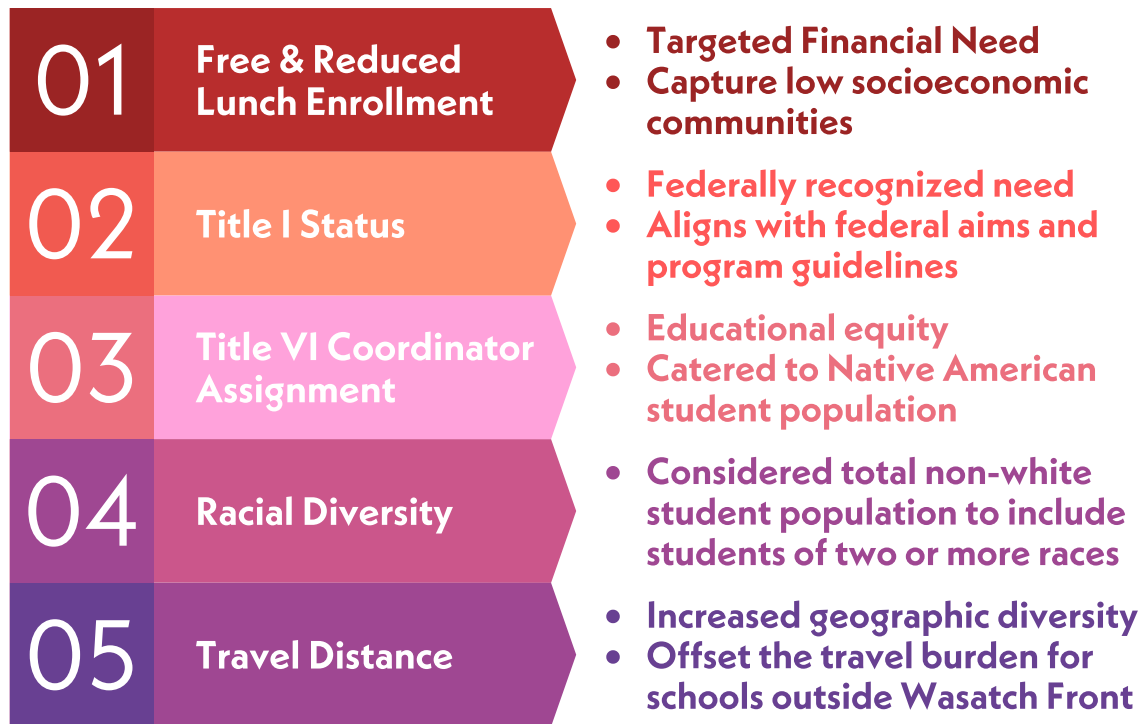 01
Free & Reduced
Lunch Enrollment
• Targeted Financial Need
• Capture low socioeconomic
communities
02
Title I Status
• Federally recognized need
• Aligns with federal aims and
program guidelines
03
Title VI Coordinator
Assignment
• Educational equity
• Catered to Native American
student population
04
Racial Diversity
• Considered total non-white
student population to include
students of two or more races
05
Travel Distance
• Increased geographic diversity
• Offset the travel burden for
schools outside Wasatch Front